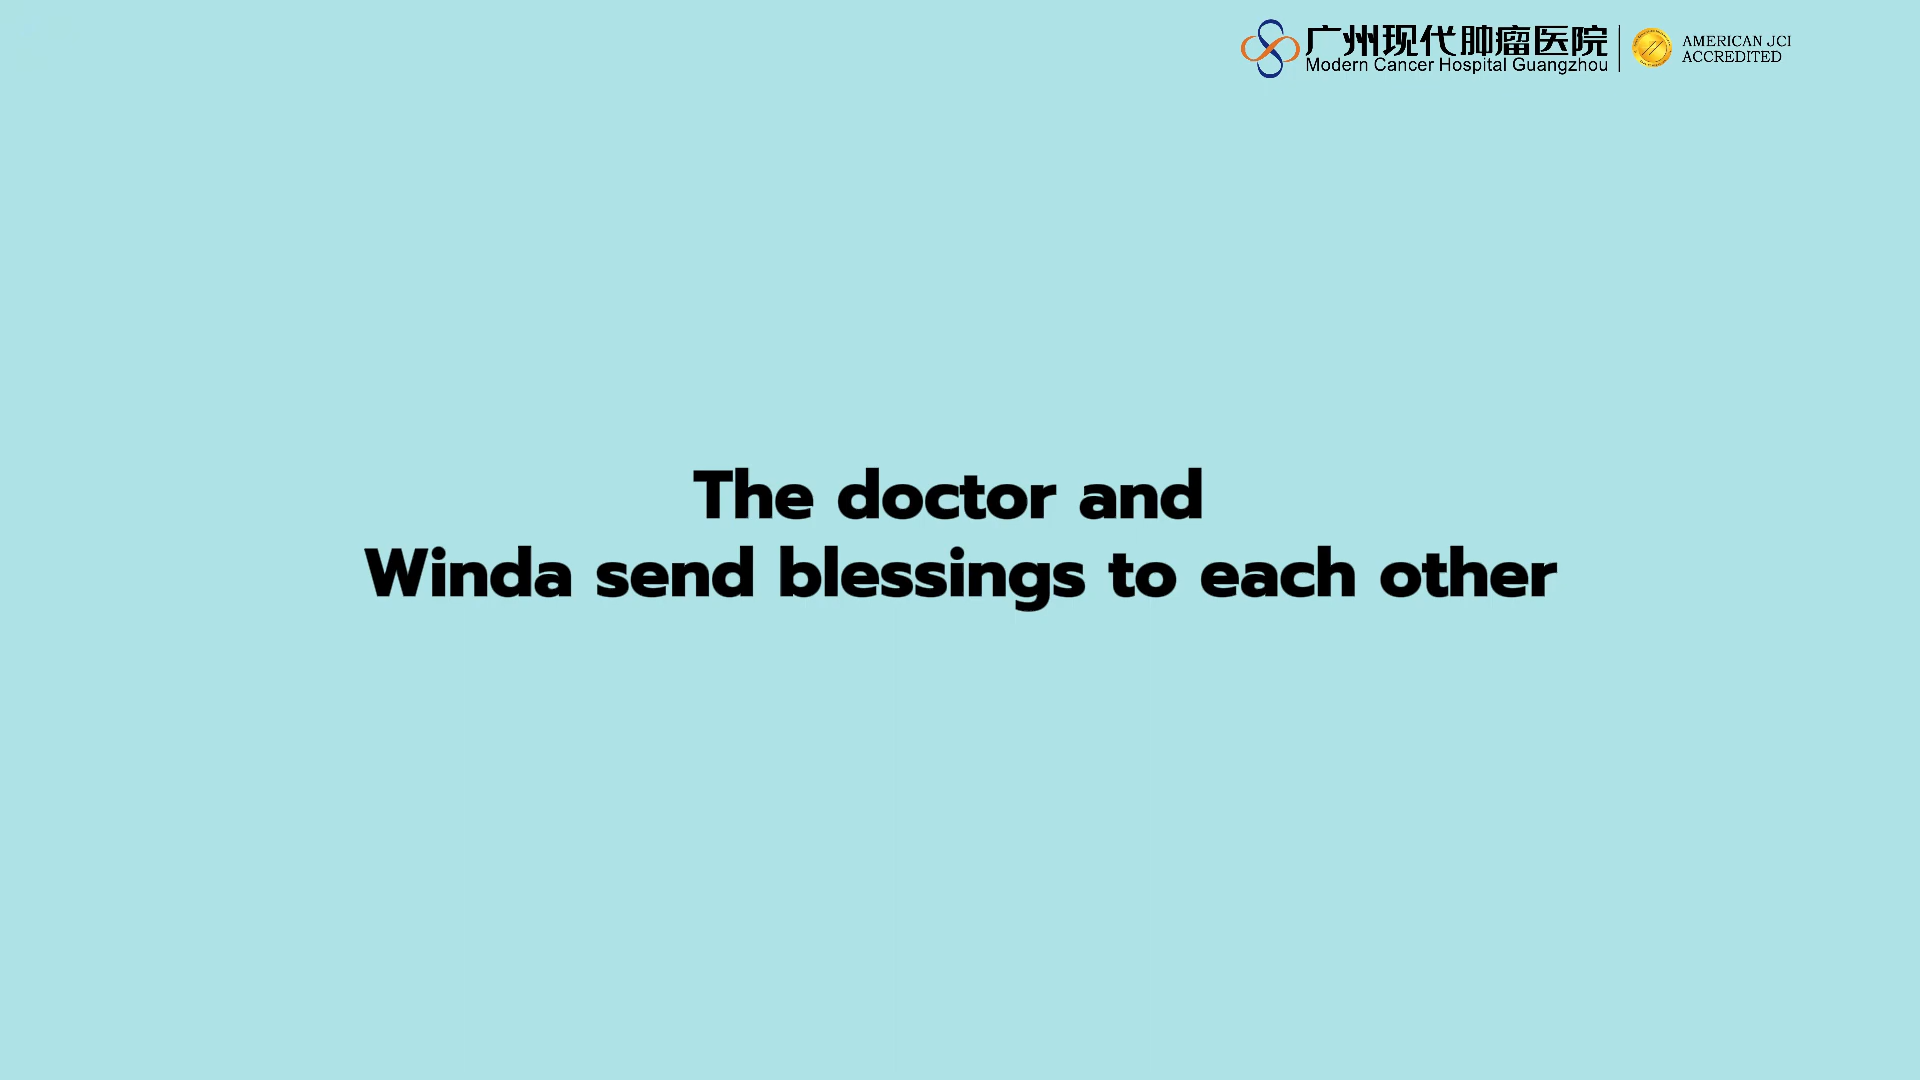 广州现代肿瘤医院
Modern Cancer Hospital Guangzhou
AMERICAN JCI
ACCREDITED
The doctor and
Winda send blessings to each other